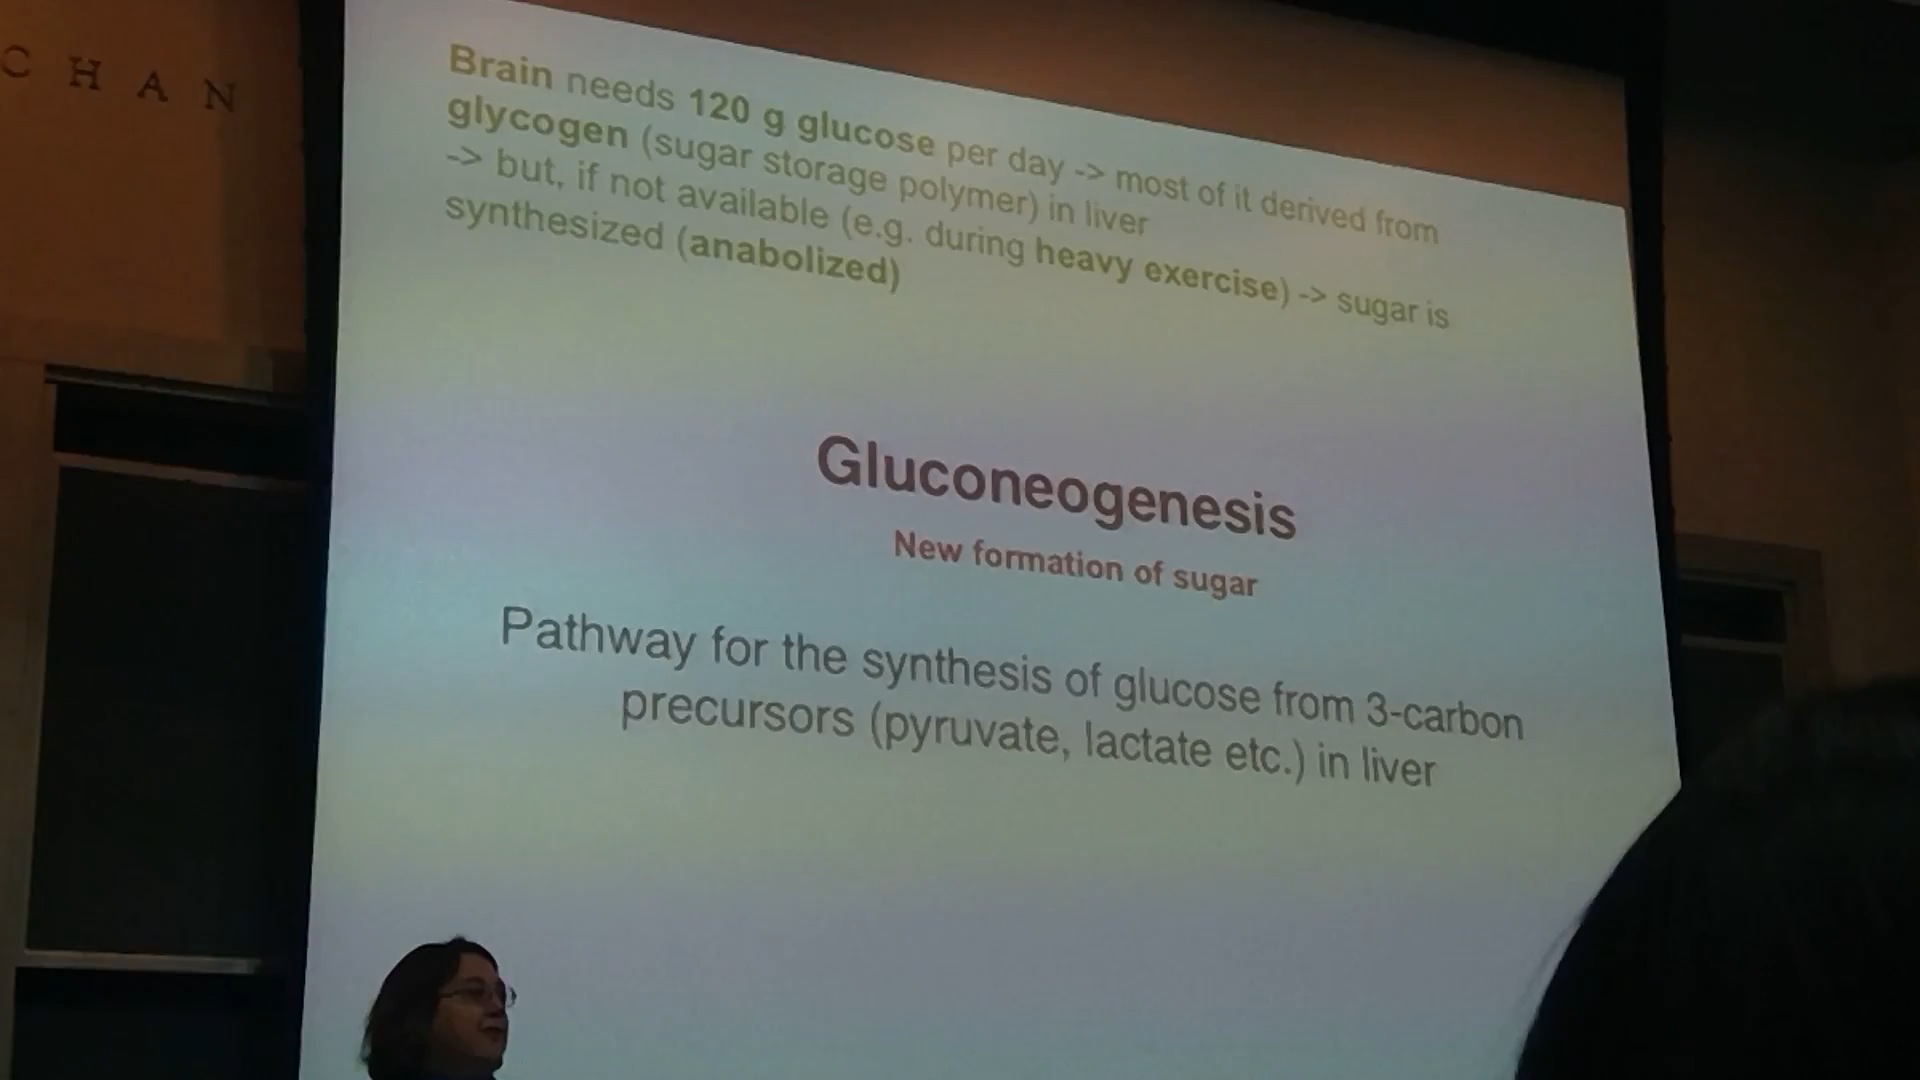 CHAN
Brain needs 120 g glucose per day -> most of it derived from
glycogen (sugar storage polymer) in liver
-> but, if not available (e.g. during heavy exercise) -> sugar is
synthesized (anabolized)
Gluconeogenesis
New formation of sugar
Pathway for the synthesis of glucose from 3-carbon
precursors (pyruvate, lactate etc.) in liver